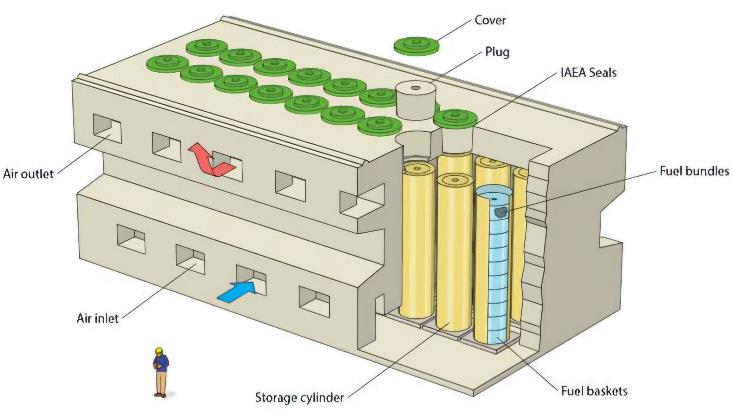 Cover
Plug
IAEA Seals
Air outlet
Fuel bundles
Air inlet
Storage cylinder
Fuel baskets